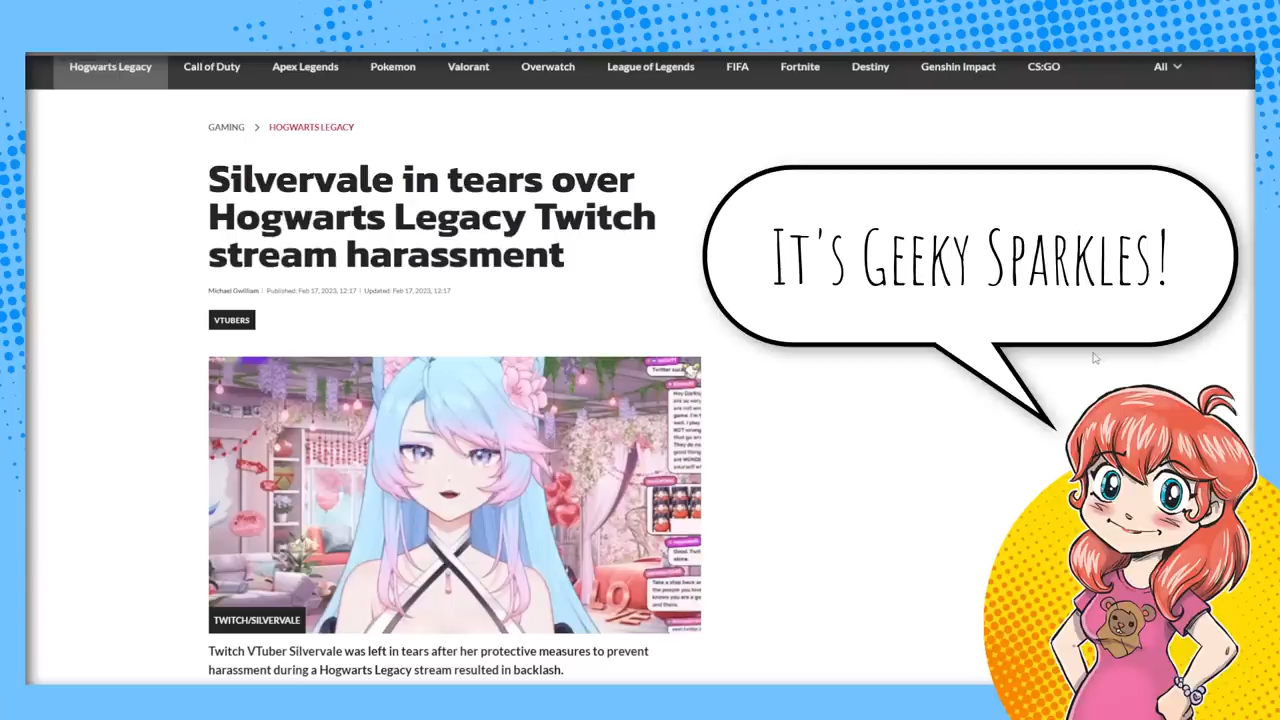 Hogwarts Legacy Call of Duty Apex Legends Pokemon Valorant Overwatch League of Legends FIFA Fortnite Destiny Genshin Impact CS:GO All
GAMING > HOGWARTS LEGACY
Silvervale in tears over
Hogwarts Legacy Twitch
stream harassment
Michael Gwilliam | Published: Feb 17, 2023, 12:17 | Updated: Feb 17, 2023, 12:17
VTUBERS
IT'S GEEKY SPARKLES!
TWITCH/SILVERVALE
Twitch VTuber Silvervale was left in tears after her protective measures to prevent
harassment during a Hogwarts Legacy stream resulted in backlash.